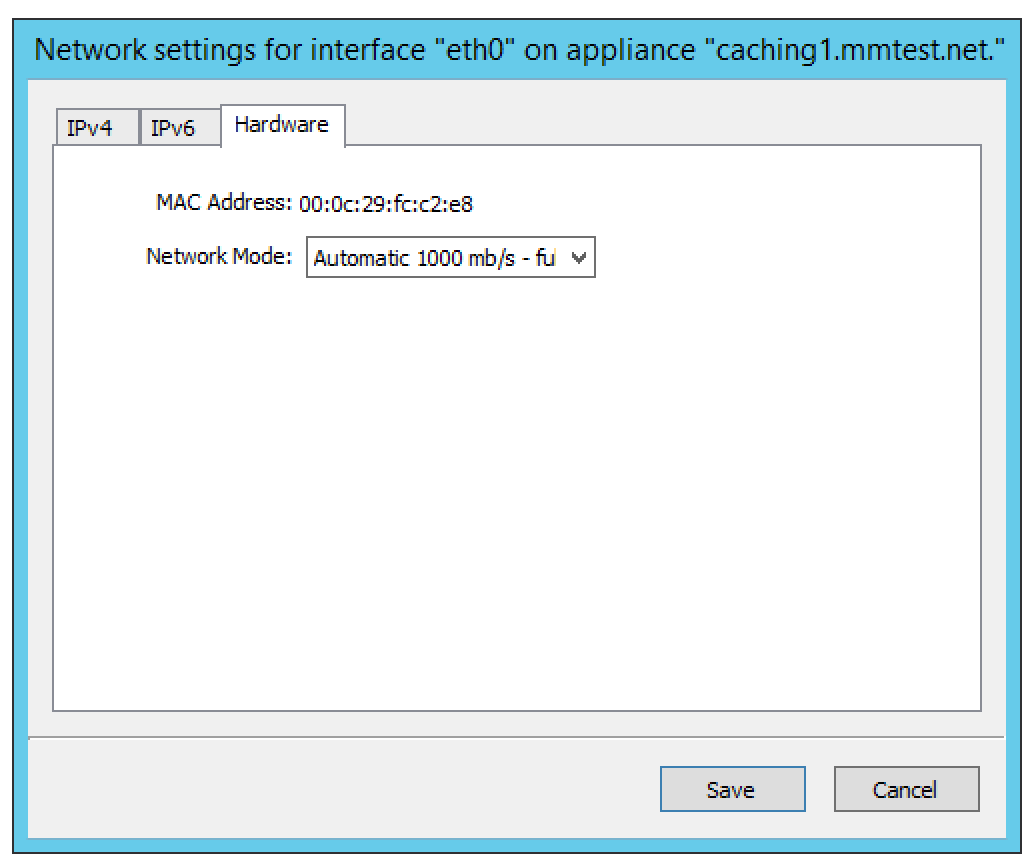 Network settings for interface "eth0" on appliance "caching1.mmtest.net."
IPv4 IPv6 Hardware
MAC Address: 00:0c:29:fc:c2:e8
Network Mode: Automatic 1000 mb/s - ful
Save Cancel